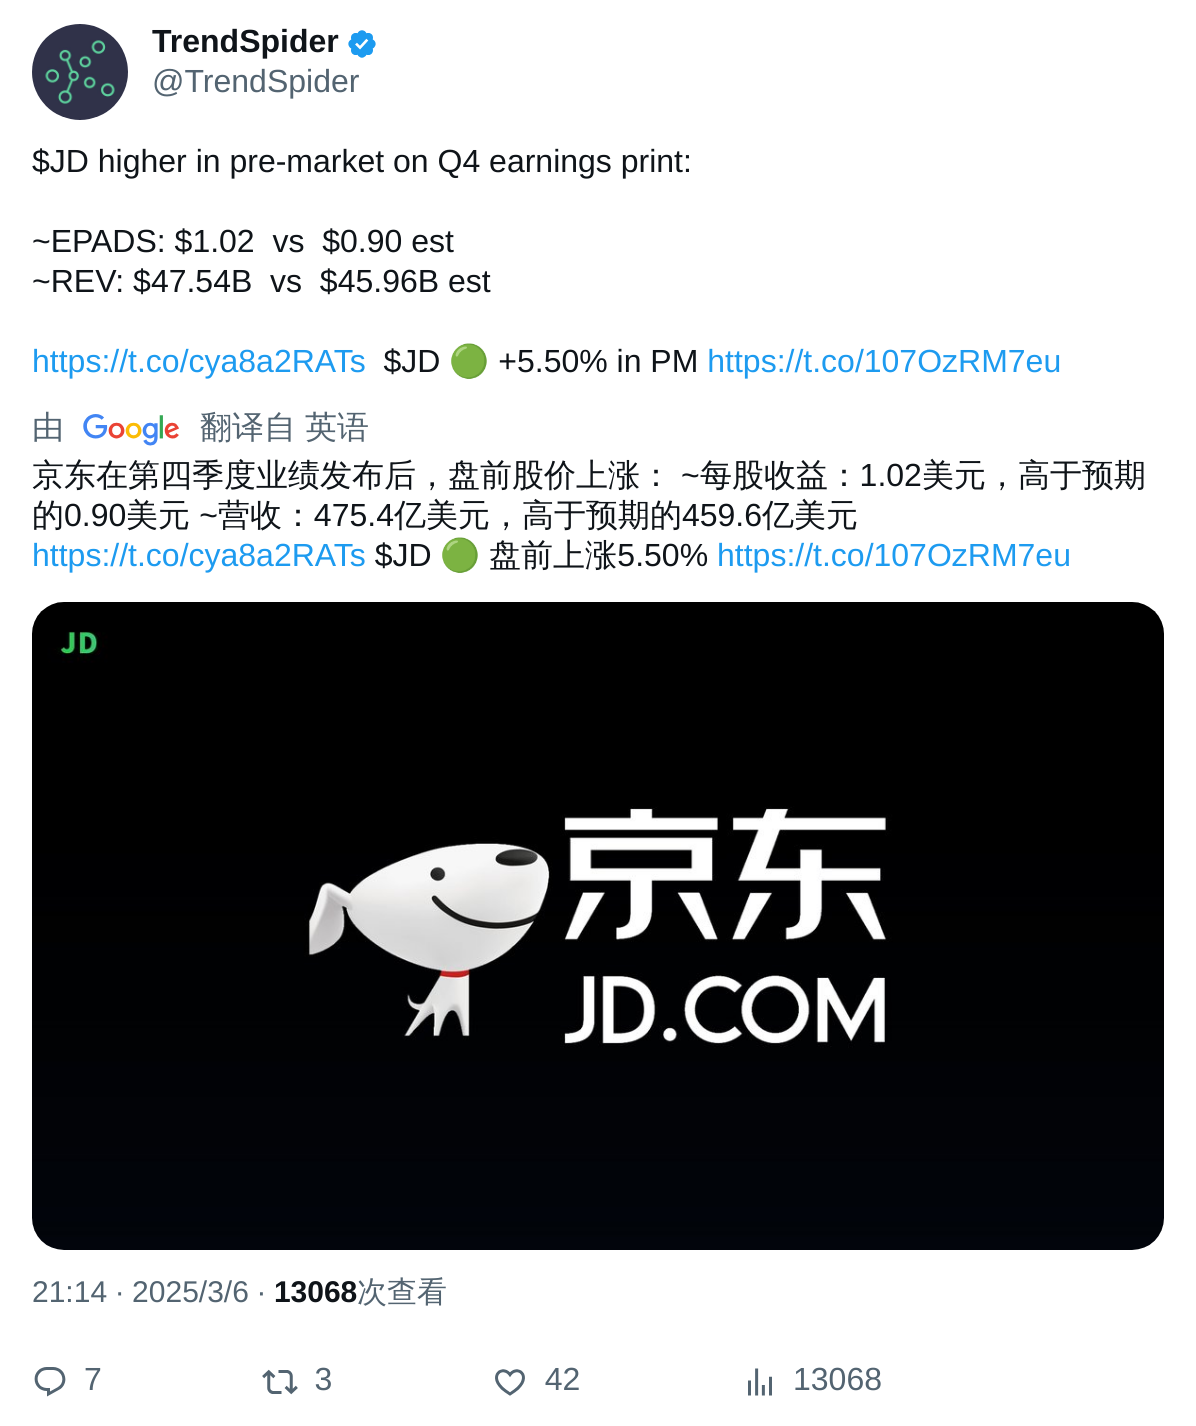 TrendSpider
@TrendSpider
$JD higher in pre-market on Q4 earnings print:
~EPADS: $1.02  vs  $0.90 est
~REV: $47.54B  vs  $45.96B est
https://t.co/cya8a2RATs  $JD 🟢 +5.50% in PM https://t.co/107OzRM7eu
由 Google 翻译自 英语
京东在第四季度业绩发布后，盘前股价上涨： ~每股收益：1.02美元，高于预期
的0.90美元 ~营收：475.4亿美元，高于预期的459.6亿美元
https://t.co/cya8a2RATs $JD 🟢 盘前上涨5.50% https://t.co/107OzRM7eu
JD
京东
JD.COM
21:14 · 2025/3/6 · 13068次查看
7 3 42 13068